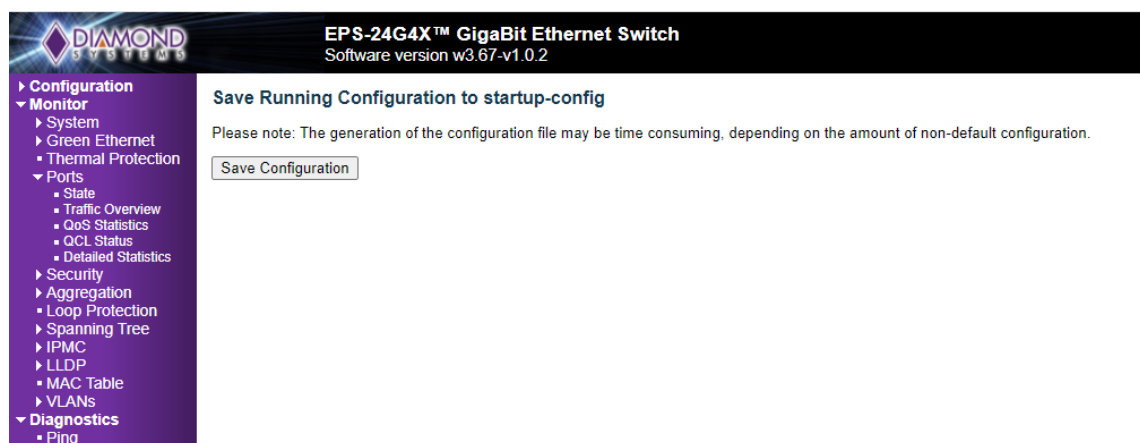 DIAMOND
SYSTEMS
EPS-24G4X™ GigaBit Ethernet Switch
Software version w3.67-v1.0.2
Configuration
Monitor
System
Green Ethernet
Thermal Protection
Ports
State
Traffic Overview
QoS Statistics
QCL Status
Detailed Statistics
Security
Aggregation
Loop Protection
Spanning Tree
IPMC
LLDP
MAC Table
VLANs
Diagnostics
Ping
Save Running Configuration to startup-config
Please note: The generation of the configuration file may be time consuming, depending on the amount of non-default configuration.
Save Configuration